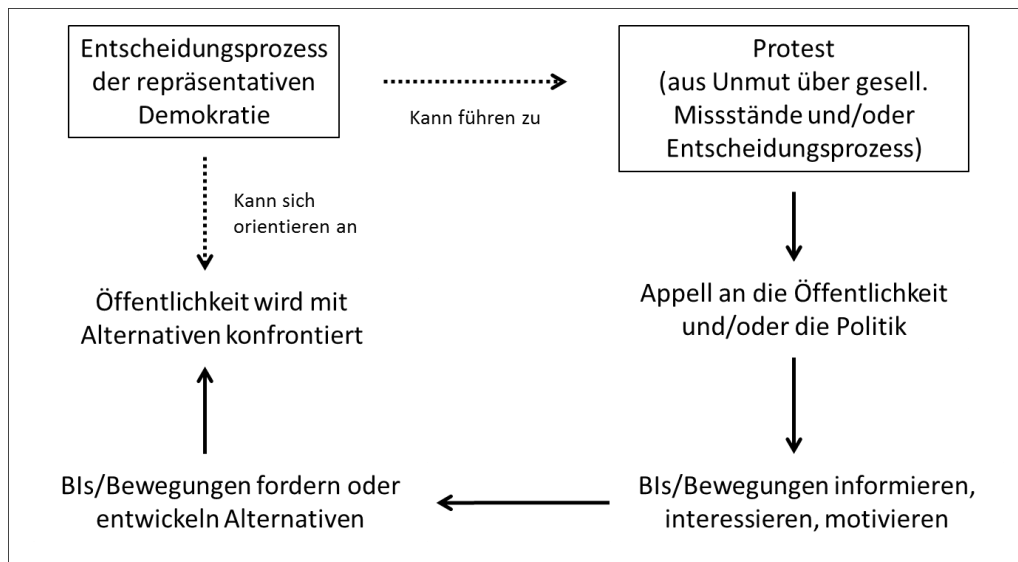 Entscheidungsprozess
der repräsentativen
Demokratie
Kann führen zu
Protest
(aus Unmut über gesell.
Missstände und/oder
Entscheidungsprozess)
Kann sich
orientieren an
Öffentlichkeit wird mit
Alternativen konfrontiert
Appell an die Öffentlichkeit
und/oder die Politik
BIs/Bewegungen fordern oder
entwickeln Alternativen
BIs/Bewegungen informieren,
interessieren, motivieren